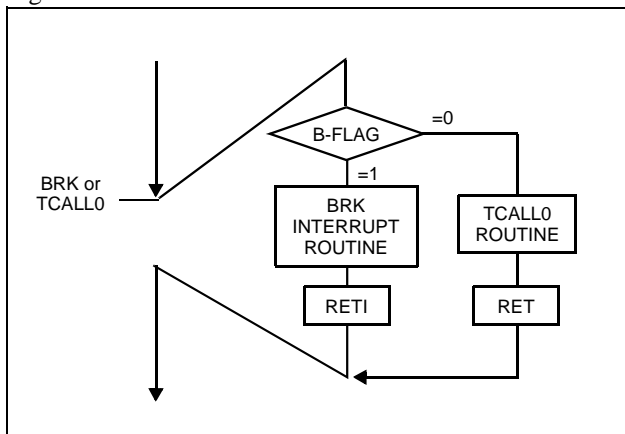 B-FLAG
=0
=1
BRK or
TCALL0
BRK
INTERRUPT
ROUTINE
TCALL0
ROUTINE
RETI
RET